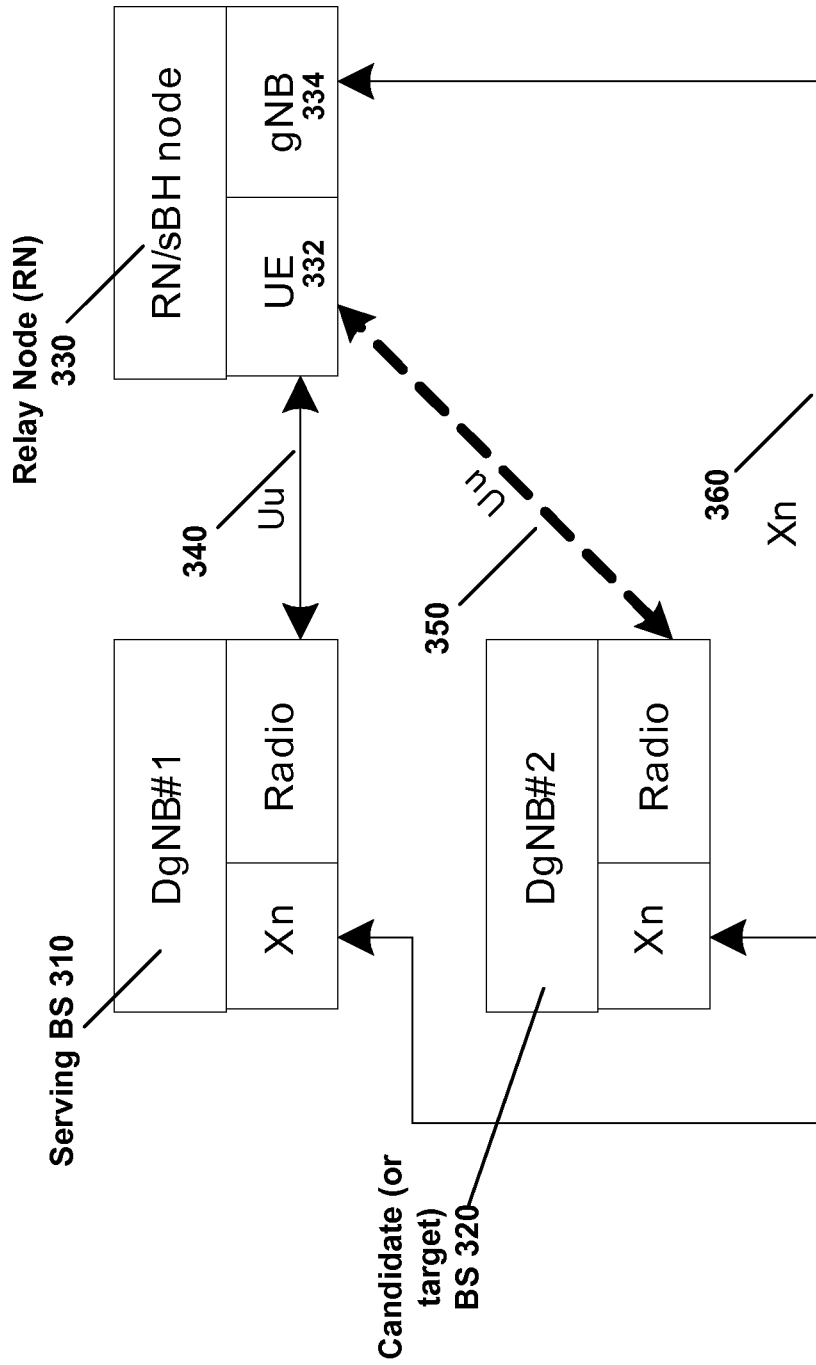 Relay Node (RN)
330
RN/sBH node
UE
332
gNB
334
340
Uu
350
Uu
360
Xn
Serving BS 310
DgNB#1
Xn
Radio
Candidate (or
target)
BS 320
DgNB#2
Xn
Radio